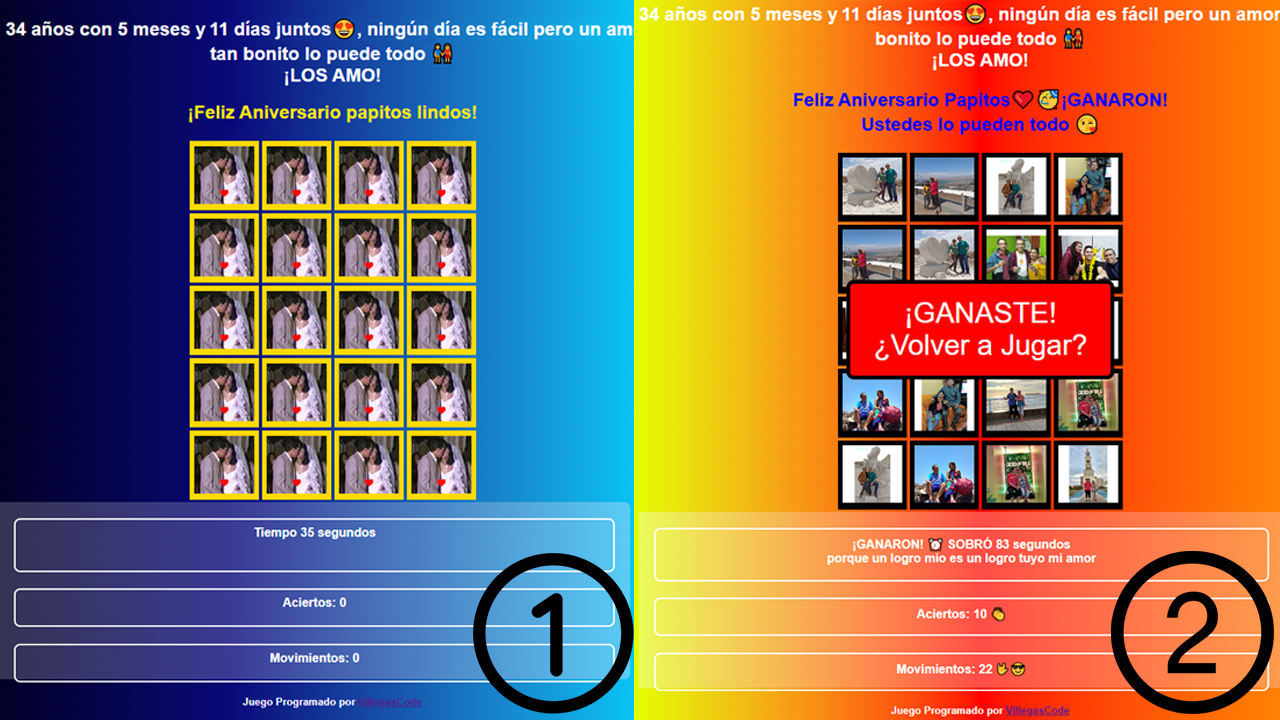 34 años con 5 meses y 11 días juntos😍, ningún día es fácil pero un am
tan bonito lo puede todo 👫
¡LOS AMO!
¡Feliz Aniversario papitos lindos!
Tiempo 35 segundos
Aciertos: 0
Movimientos: 0
Juego Programado por VillegasCode
1
34 años con 5 meses y 11 días juntos😍, ningún día es fácil pero un amor
bonito lo puede todo 👫
¡LOS AMO!
Feliz Aniversario Papitos❤️ 🥳¡GANARON!
Ustedes lo pueden todo 😘
¡GANASTE!
¿Volver a Jugar?
¡GANARON! ⏰ SOBRÓ 83 segundos
porque un logro mío es un logro tuyo mi amor
Aciertos: 10 👏
Movimientos: 22 🤟😎
Juego Programado por VillegasCode
2